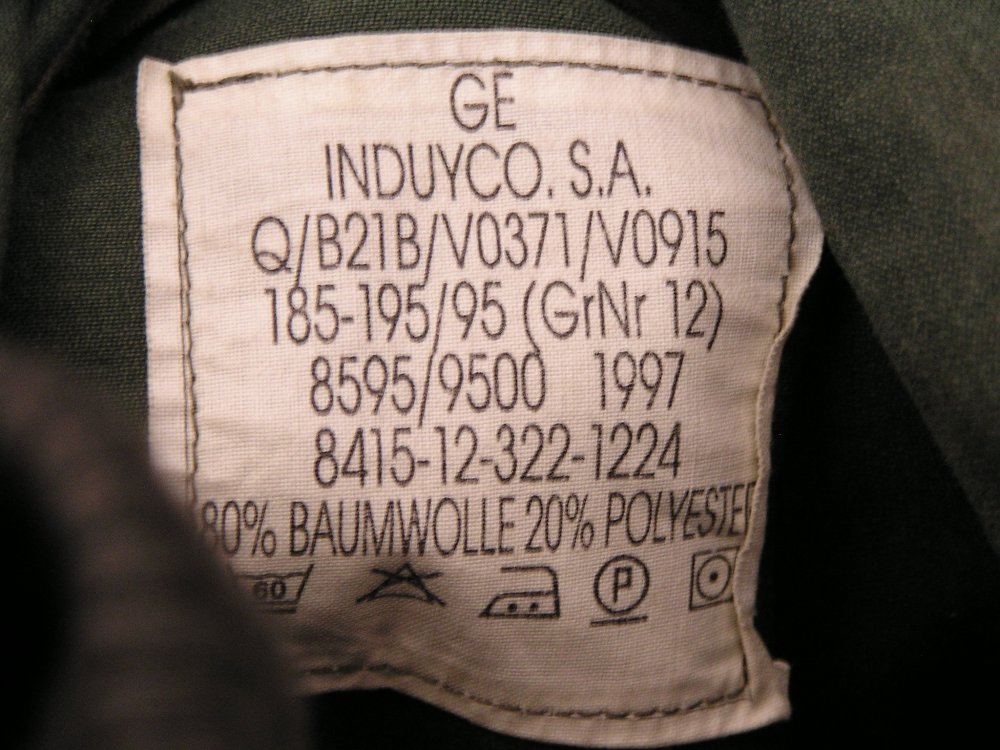 GE
INDUYCO. S.A.
Q/B21B/V0371/V0915
185-195/95 (GrNr 12)
8595/9500 1997
8415-12-322-1224
80% BAUMWOLLE 20% POLYESTER
60 P